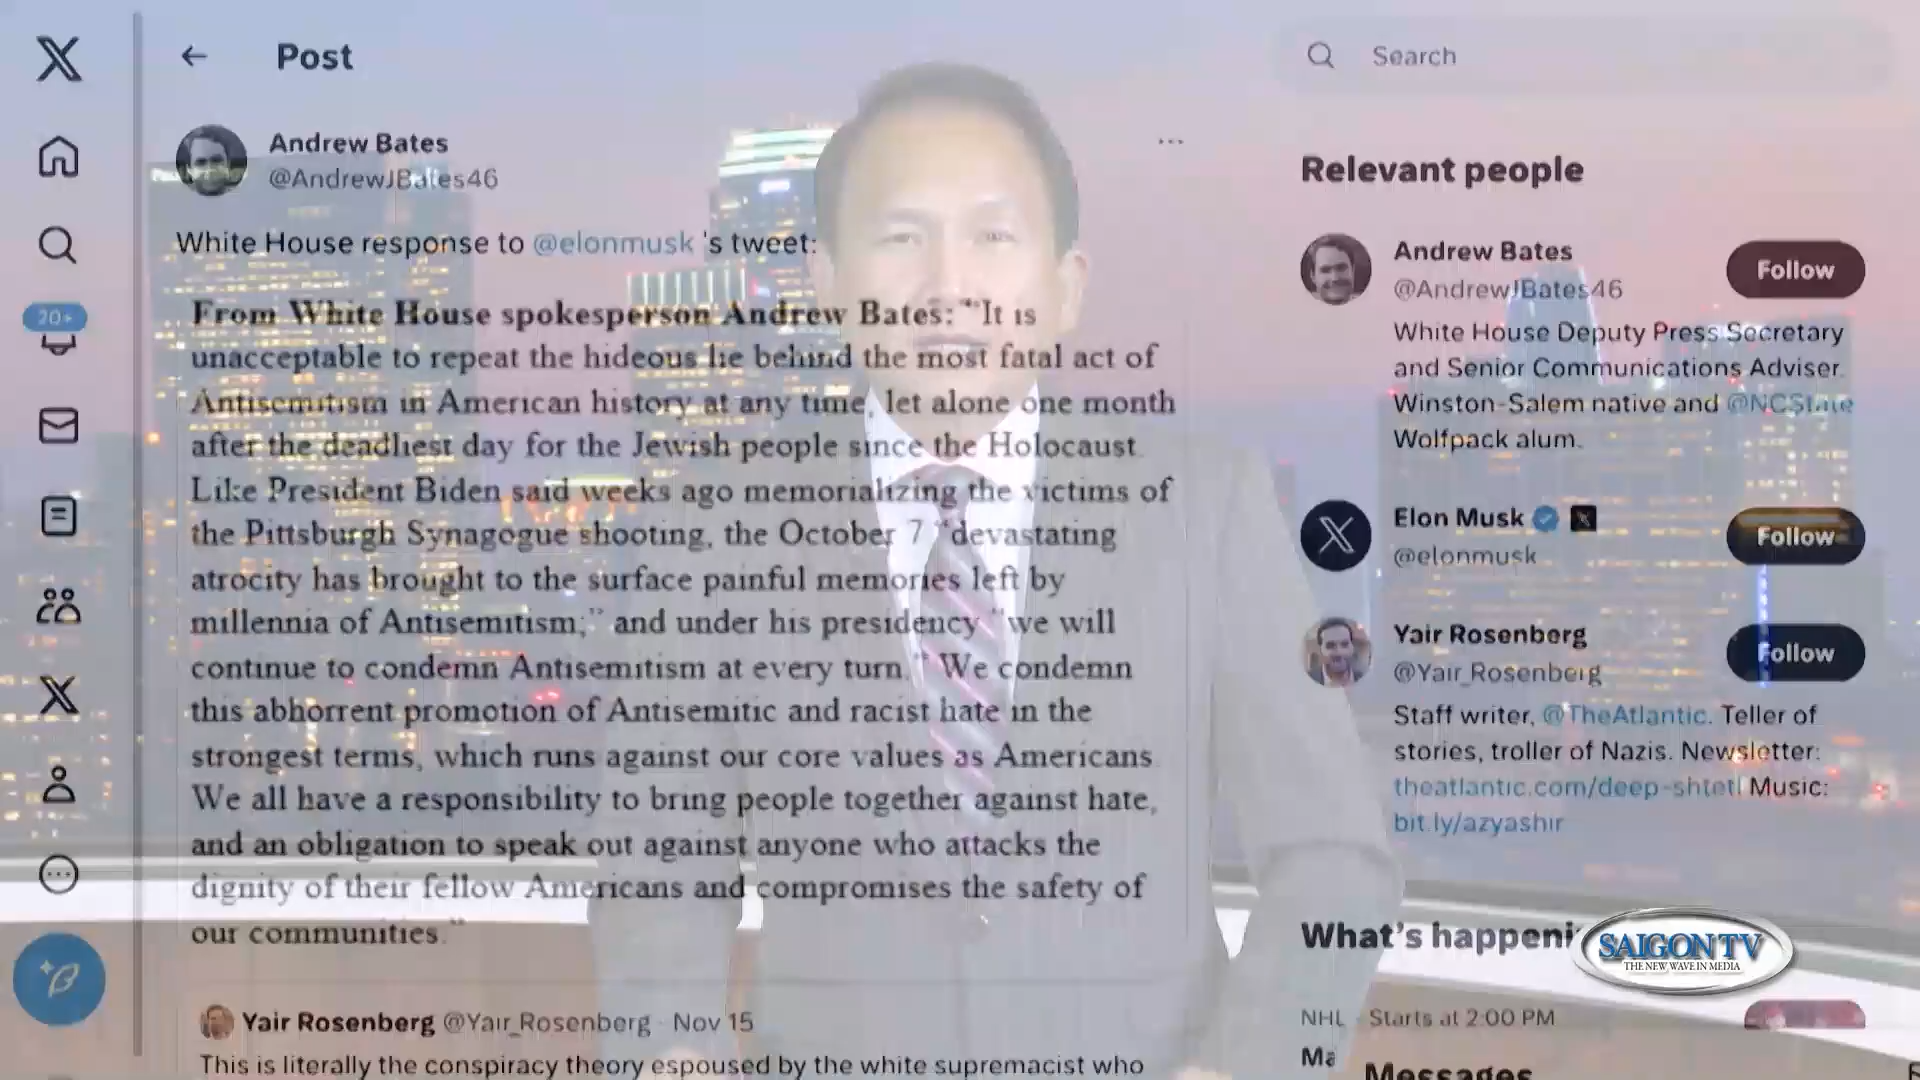 Post
Search
Andrew Bates
@AndrewJBates46
White House response to @elonmusk 's tweet:
From White House spokesperson Andrew Bates: "It is
unacceptable to repeat the hideous lie behind the most fatal act of
Antisemitism in American history at any time, let alone one month
after the deadliest day for the Jewish people since the Holocaust.
Like President Biden said weeks ago memorializing the victims of
the Pittsburgh Synagogue shooting, the October 7 "devastating
atrocity has brought to the surface painful memories left by
millennia of Antisemitism;" and under his presidency "we will
continue to condemn Antisemitism at every turn." We condemn
this abhorrent promotion of Antisemitic and racist hate in the
strongest terms, which runs against our core values as Americans.
We all have a responsibility to bring people together against hate,
and an obligation to speak out against anyone who attacks the
dignity of their fellow Americans and compromises the safety of
our communities."
Yair Rosenberg @Yair_Rosenberg · Nov 15
This is literally the conspiracy theory espoused by the white supremacist who
20+
Relevant people
Andrew Bates
@AndrewJBates46
Follow
White House Deputy Press Secretary
and Senior Communications Adviser.
Winston-Salem native and @NCState
Wolfpack alum.
Elon Musk
@elonmusk
Follow
Yair Rosenberg
@Yair_Rosenberg
Follow
Staff writer, @TheAtlantic. Teller of
stories, troller of Nazis. Newsletter:
theatlantic.com/deep-shtetl Music:
bit.ly/azyashir
What's happeni
SAIGON TV
THE NEW WAVE IN MEDIA
NHL · Starts at 2:00 PM
Ma
Messages